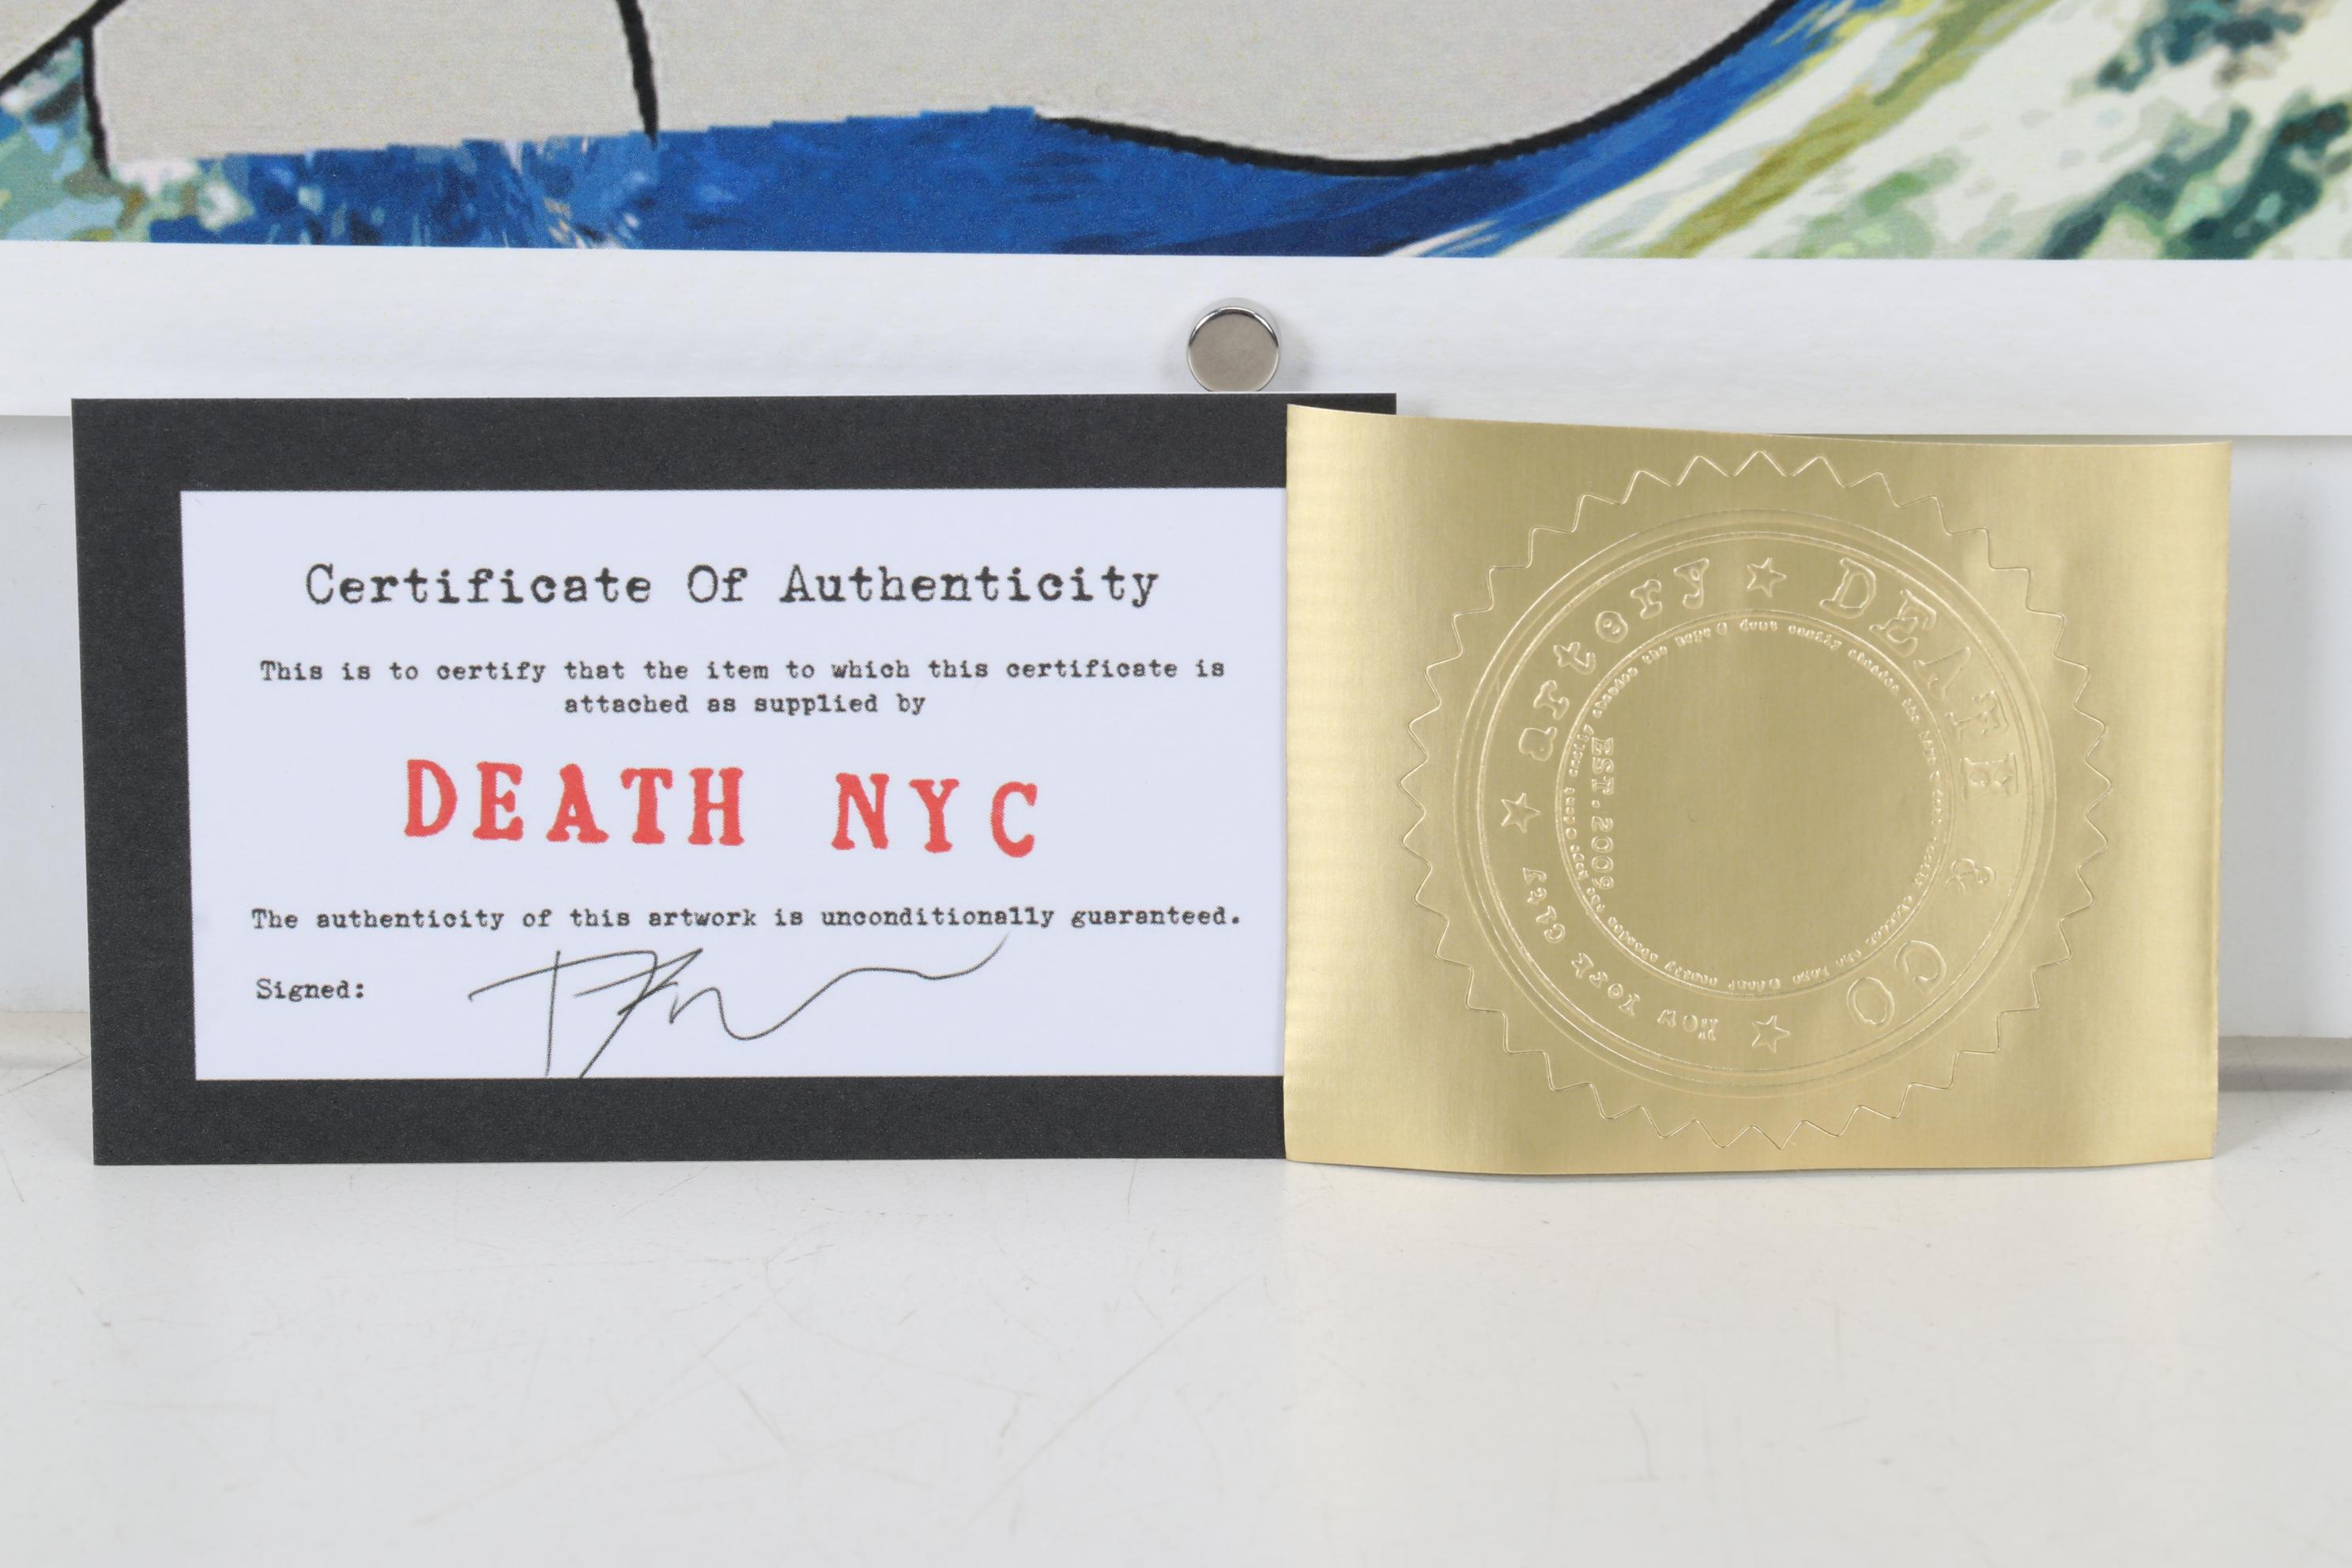 Certificate Of Authenticity
This is to certify that the item to which this certificate is
attached as supplied by
DEATH NYC
The authenticity of this artwork is unconditionally guaranteed.
Signed:
artory ★ DEAFE & CO ★ New York City ★
EST. 2009